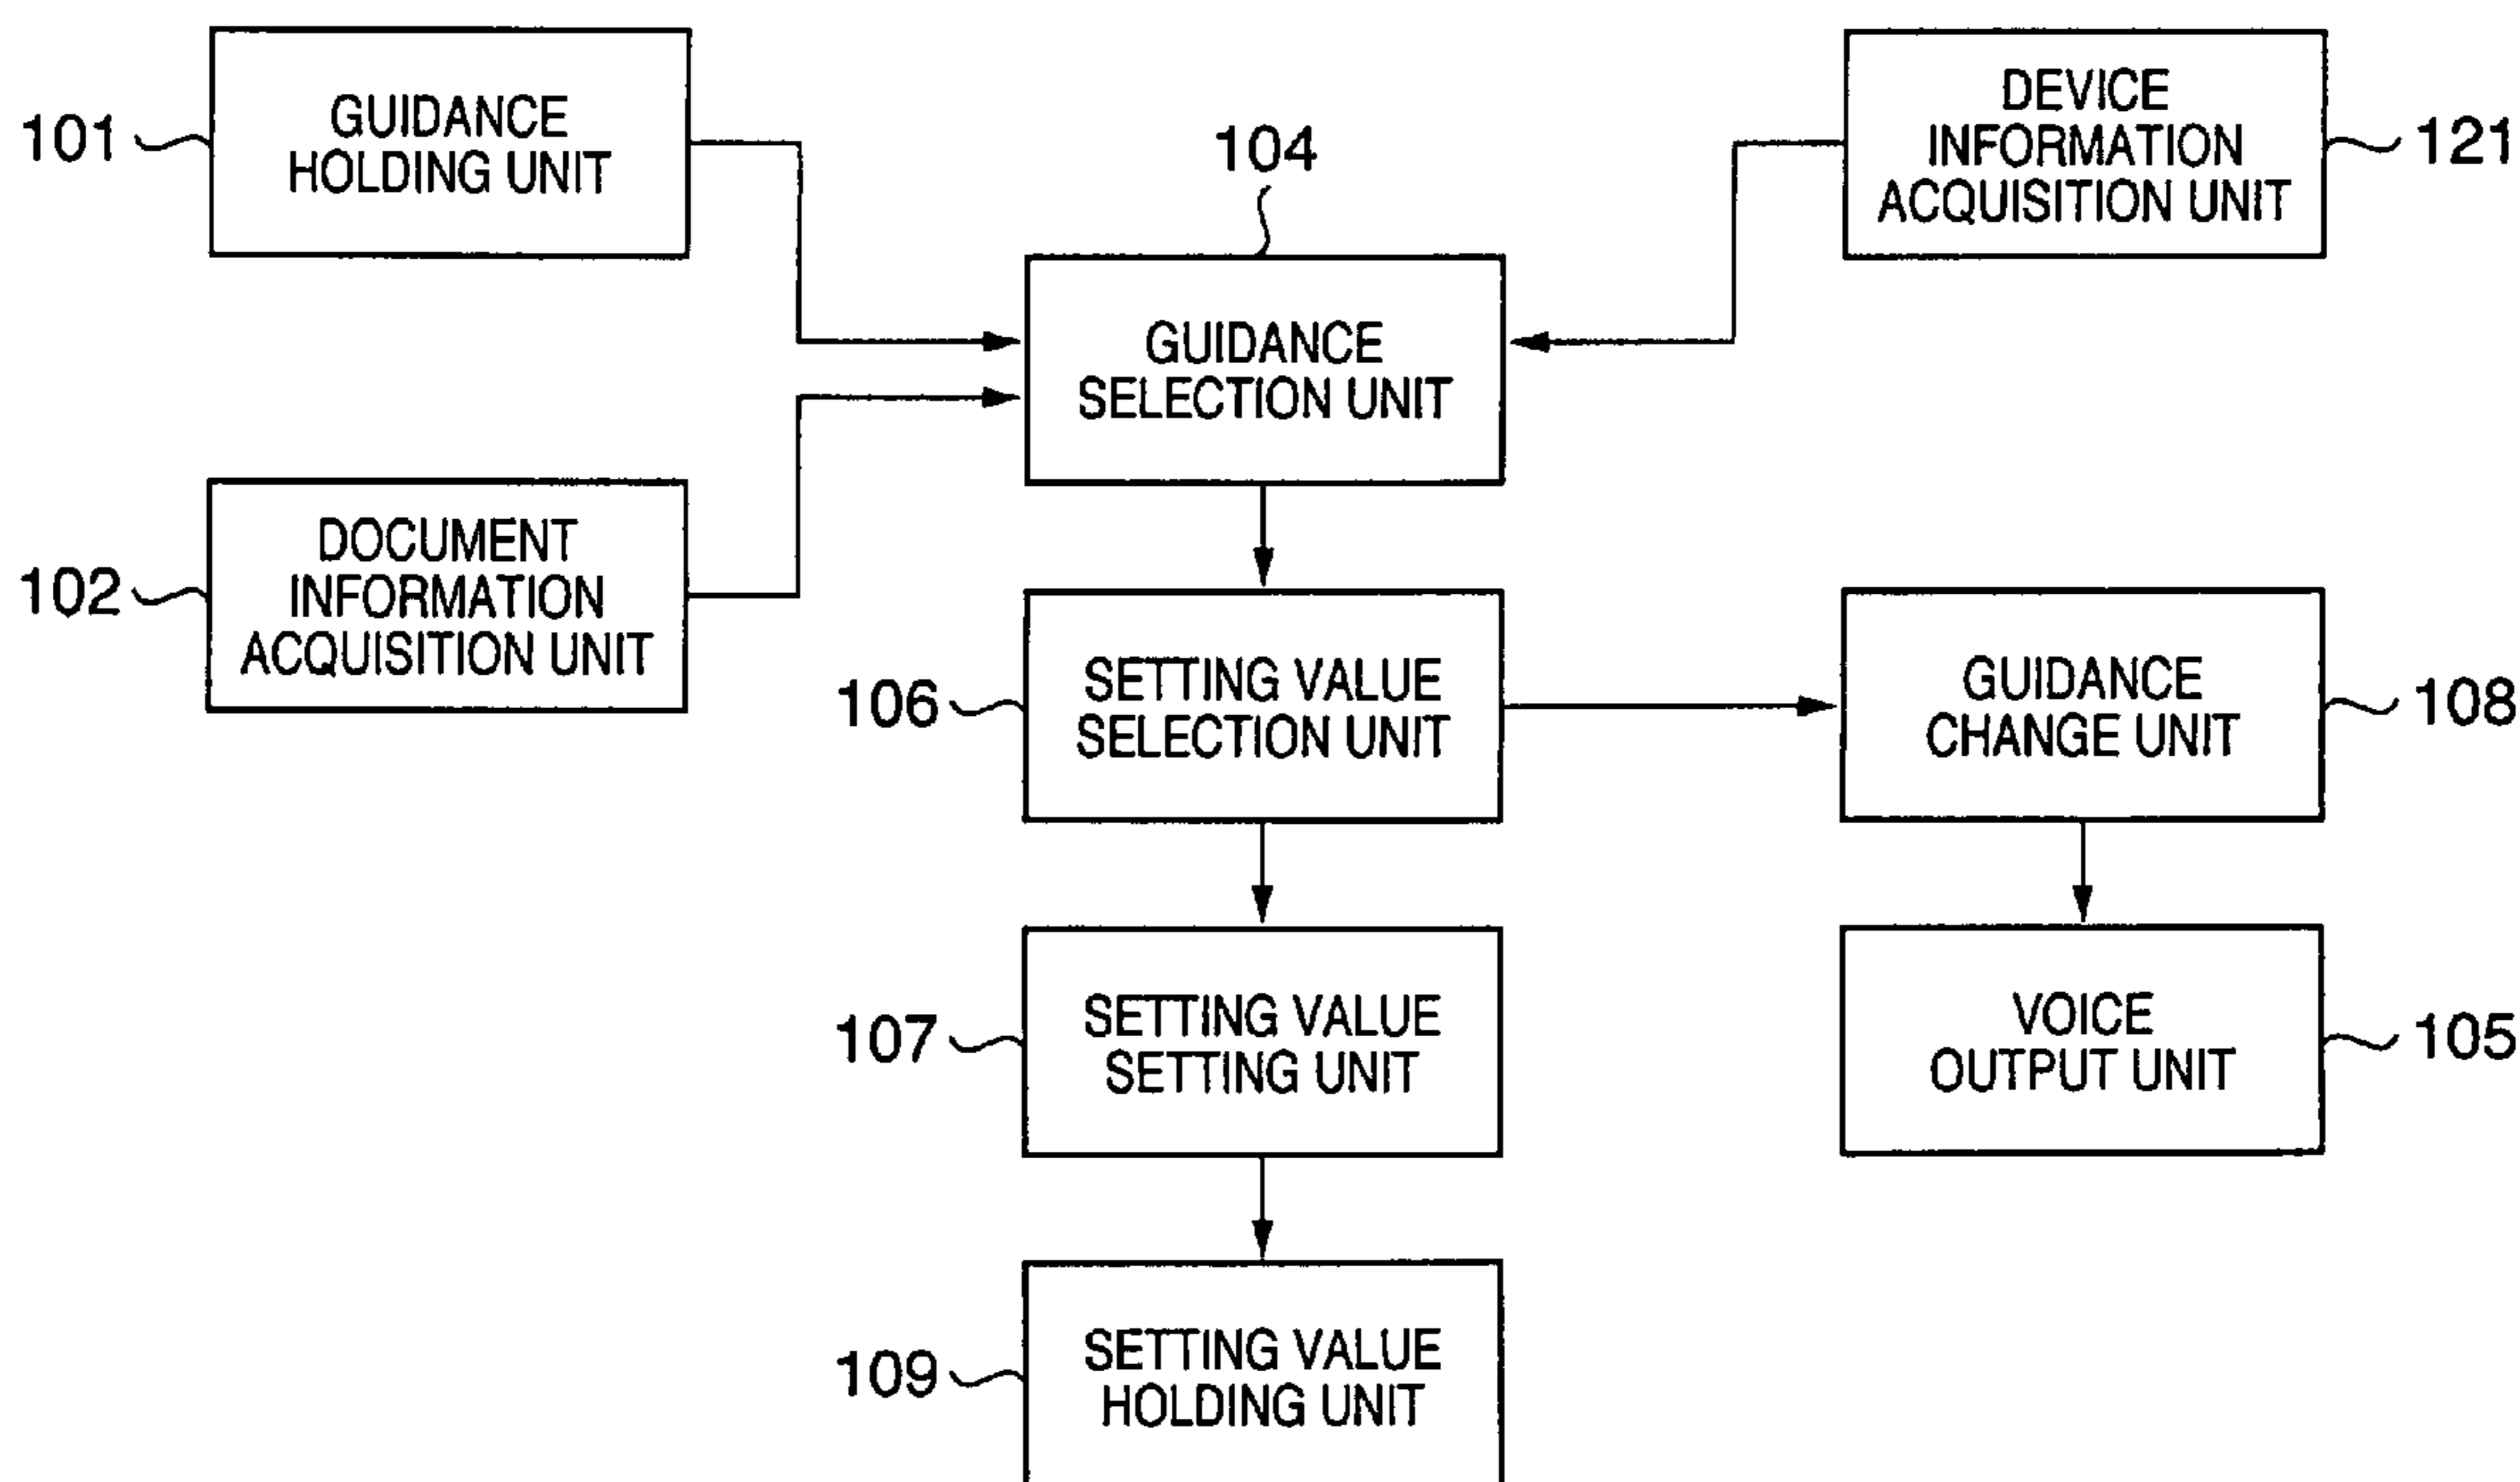 101
GUIDANCE
HOLDING UNIT
104
DEVICE
INFORMATION
ACQUISITION UNIT
121
GUIDANCE
SELECTION UNIT
102
DOCUMENT
INFORMATION
ACQUISITION UNIT
106
SETTING VALUE
SELECTION UNIT
GUIDANCE
CHANGE UNIT
108
107
SETTING VALUE
SETTING UNIT
VOICE
OUTPUT UNIT
105
109
SETTING VALUE
HOLDING UNIT